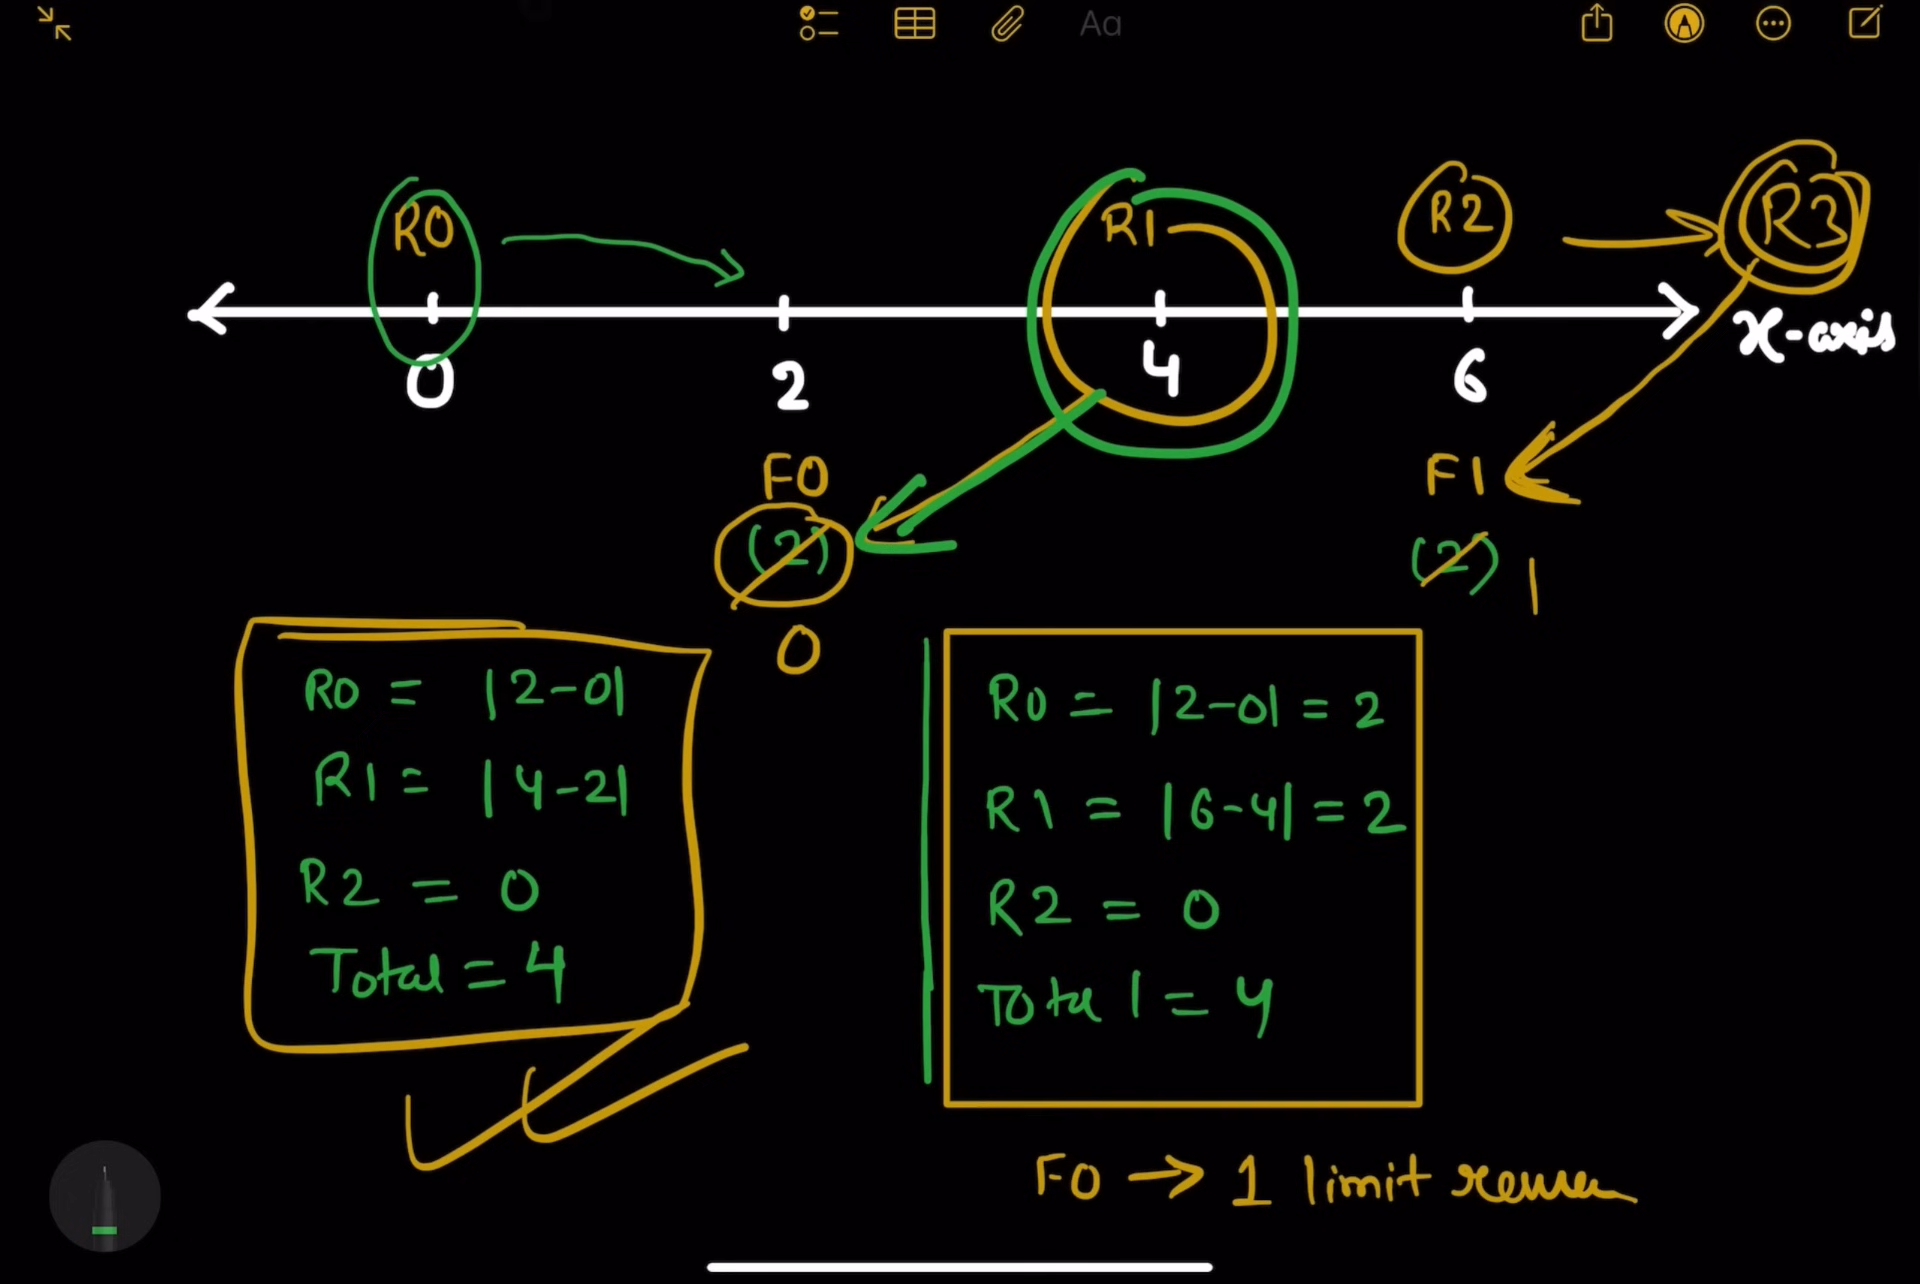 Aa
R0 R1 R2 R3
0 2 4 6 x-axis
F0 F1
(2) (2) 1
0
R0 = |2-0|
R1 = |4-2|
R2 = 0
Total = 4
R0 = |2-0| = 2
R1 = |6-4| = 2
R2 = 0
Total = 4
F0 → 1 limit